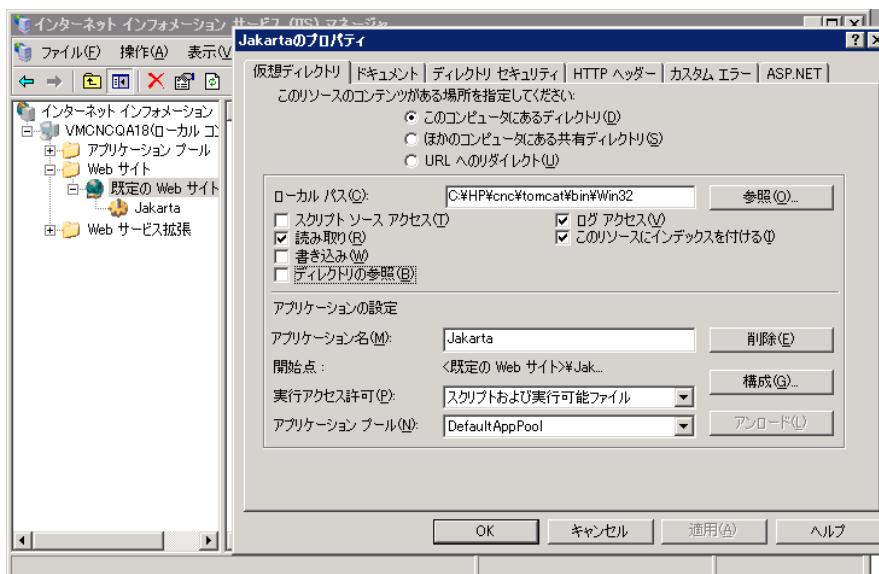 インターネット インフォメーション サービス (IIS) マネージャ
ファイル(F) 操作(A) 表示(V
インターネット インフォメーション
VMCNCQA18(ローカル コ
アプリケーション プール
Web サイト
既定の Web サイト
Jakarta
Web サービス拡張
Jakartaのプロパティ
仮想ディレクトリ ドキュメント ディレクトリ セキュリティ HTTP ヘッダー カスタム エラー ASP.NET
このリソースのコンテンツがある場所を指定してください:
このコンピュータにあるディレクトリ(D)
ほかのコンピュータにある共有ディレクトリ(S)
URL へのリダイレクト(U)
ローカル パス(C): C:¥HP¥cnc¥tomcat¥bin¥Win32 参照(O)...
スクリプト ソース アクセス(T) ログ アクセス(V)
読み取り(R) このリソースにインデックスを付ける(I)
書き込み(W)
ディレクトリの参照(B)
アプリケーションの設定
アプリケーション名(M): Jakarta 削除(E)
開始点 : <既定の Web サイト>¥Jak...
構成(G)...
実行アクセス許可(P): スクリプトおよび実行可能ファイル
アプリケーション プール(N): DefaultAppPool アンロード(L)
OK キャンセル 適用(A) ヘルプ